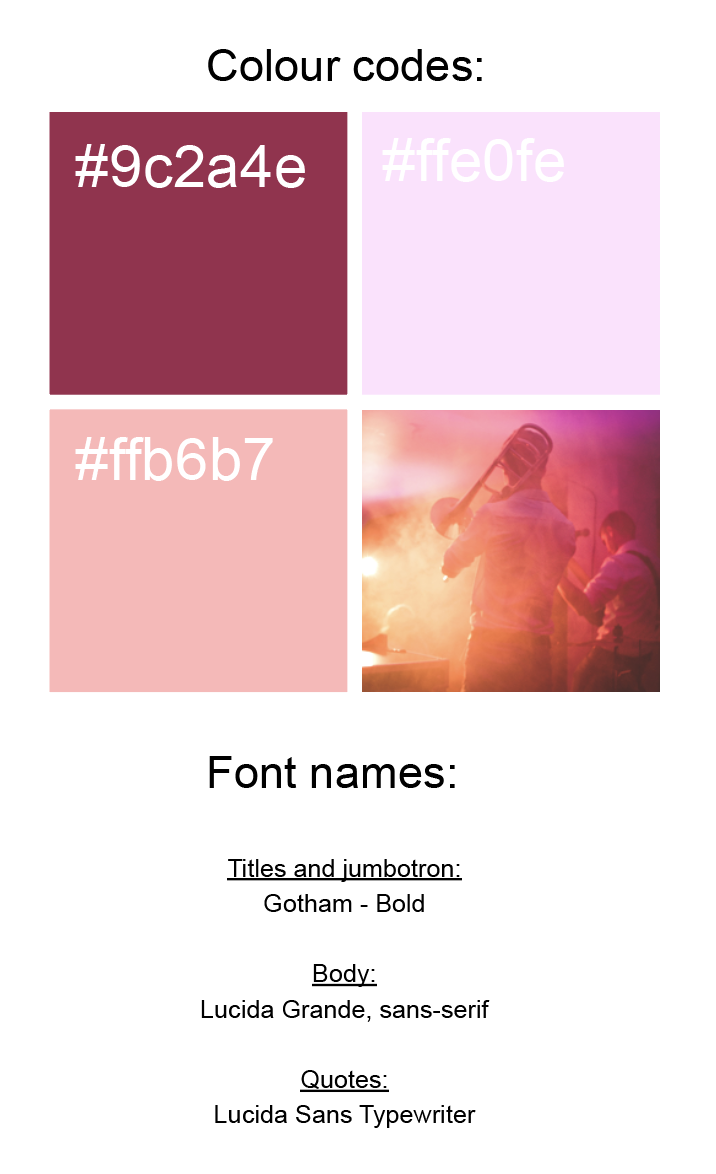 Colour codes:
#9c2a4e
#ffe0fe
#ffb6b7
Font names:
Titles and jumbotron:
Gotham - Bold
Body:
Lucida Grande, sans-serif
Quotes:
Lucida Sans Typewriter